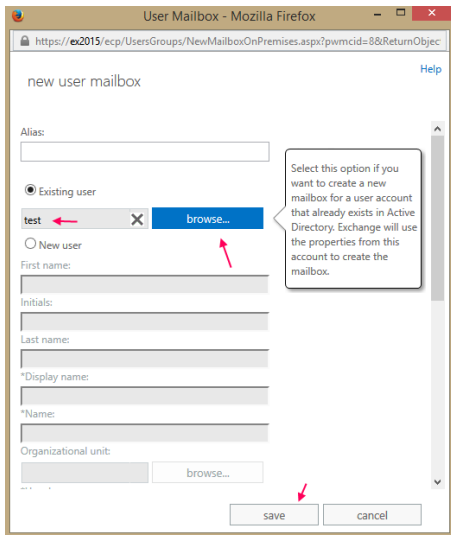 User Mailbox - Mozilla Firefox
https://ex2015/ecp/UsersGroups/NewMailboxOnPremises.aspx?pwmcid=8&ReturnObjec
Help
new user mailbox
Alias:
Existing user
test
browse...
Select this option if you
want to create a new
mailbox for a user account
that already exists in Active
Directory. Exchange will use
the properties from this
account to create the
mailbox.
New user
First name:
Initials:
Last name:
*Display name:
*Name:
Organizational unit:
browse...
save
cancel